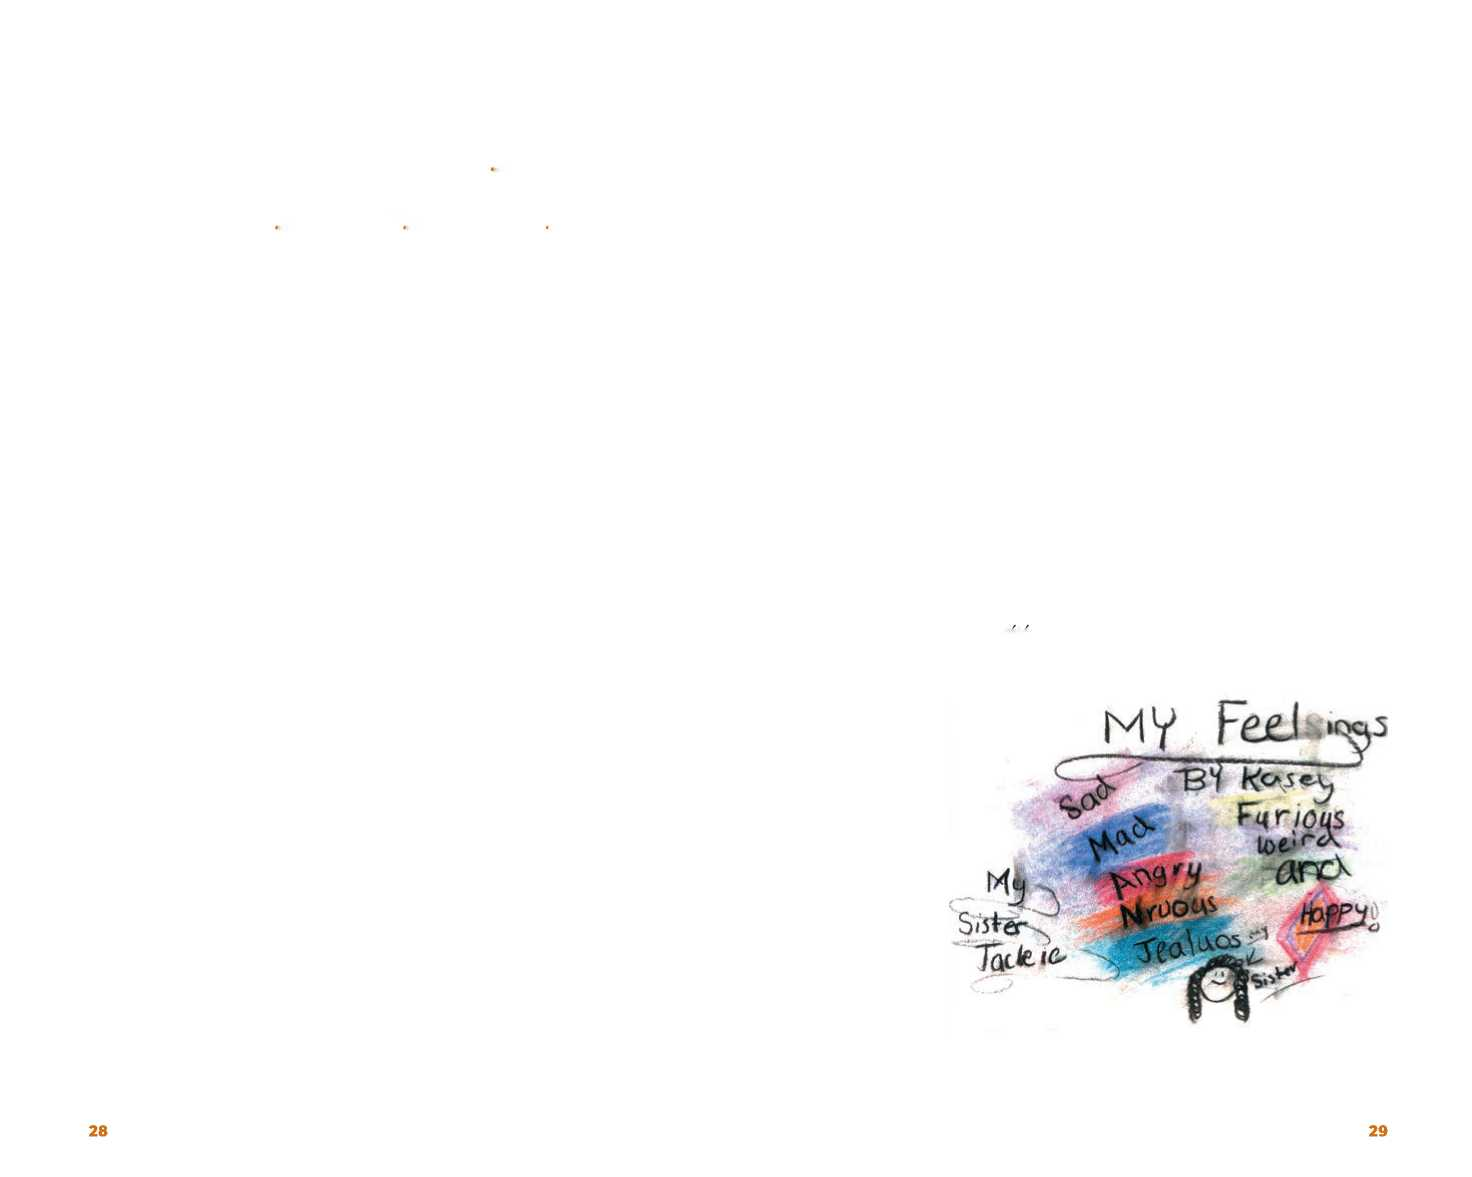 MY Feelings
BY Kasey
Sad
Mad
Angry
Nruous
Jealuos
Furious
weird
and
Happy!
My
Sister
Jackie
my
Sister
28
29